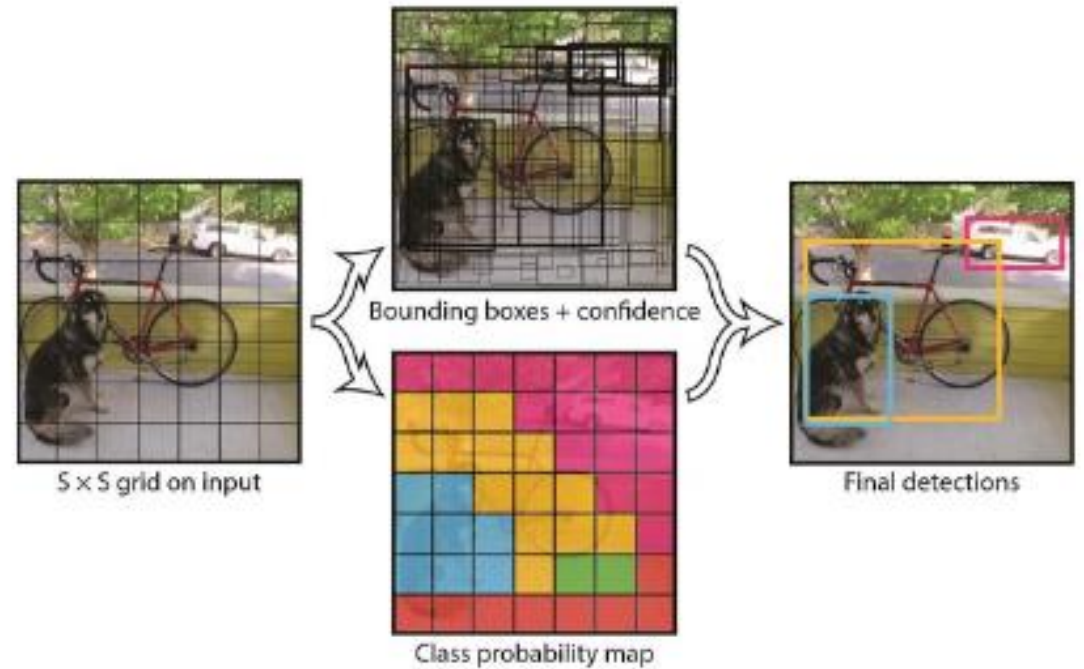 Bounding boxes + confidence
S × S grid on input
Final detections
Class probability map